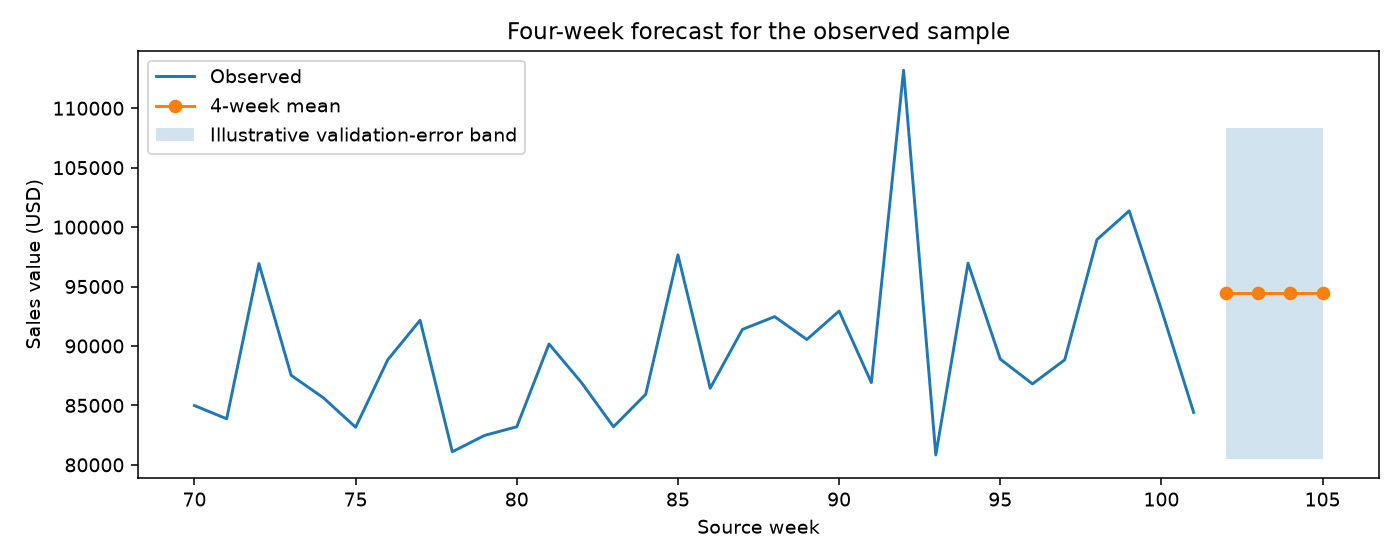 Four-week forecast for the observed sample
Observed
4-week mean
Illustrative validation-error band
Sales value (USD)
110000
105000
100000
95000
90000
85000
80000
70 75 80 85 90 95 100 105
Source week